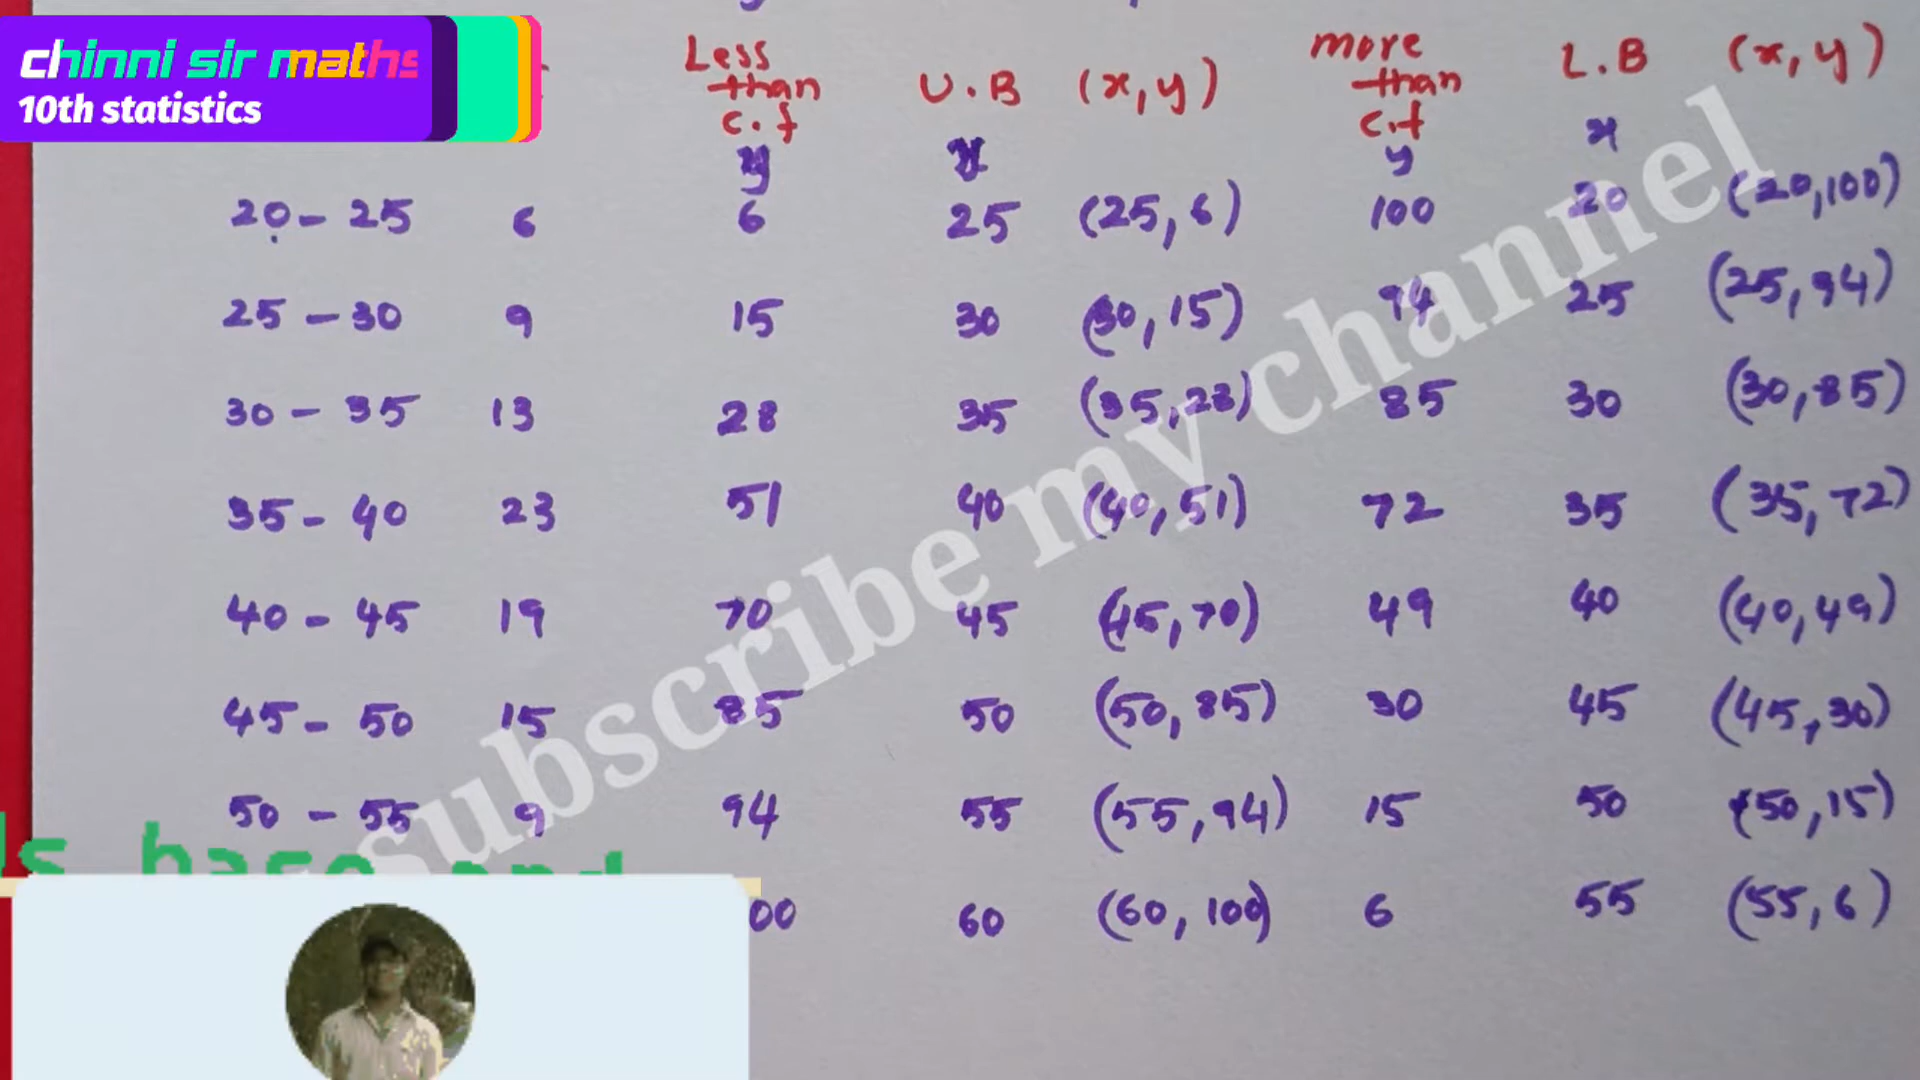 chinni sir maths
10th statistics
Less than c.f y U.B x (x,y) more than c.f y L.B x (x,y)
20 - 25 6 6 25 (25,6) 100 20 (20,100)
25 - 30 9 15 30 (30,15) 94 25 (25,94)
30 - 35 13 28 35 (35,28) 85 30 (30,85)
35 - 40 23 51 40 (40,51) 72 35 (35,72)
40 - 45 19 70 45 (45,70) 49 40 (40,49)
45 - 50 15 85 50 (50,85) 30 45 (45,30)
50 - 55 9 94 55 (55,94) 15 50 (50,15)
00 60 (60,100) 6 55 (55,6)
subscribe my channel